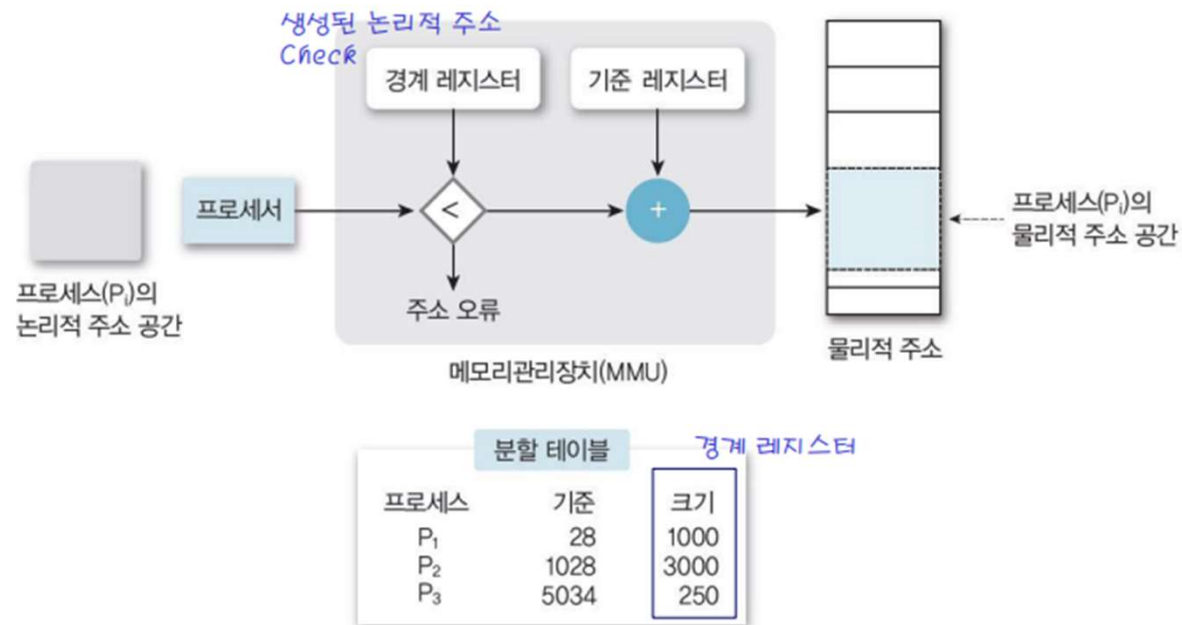 생성된 논리적 주소
Check
경계 레지스터
기준 레지스터
프로세서
<
+
프로세스(Pi)의
물리적 주소 공간
프로세스(Pi)의
논리적 주소 공간
주소 오류
물리적 주소
메모리관리장치(MMU)
분할 테이블
경계 레지스터
프로세스 기준 크기
P1 28 1000
P2 1028 3000
P3 5034 250